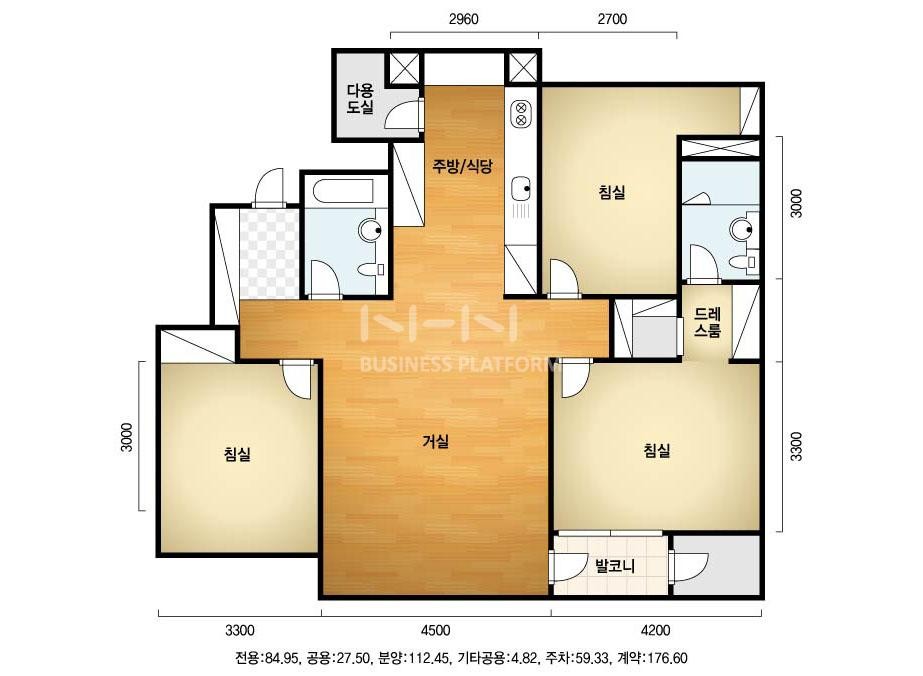 2960
2700
다용
도실
주방/식당
침실
3000
드레
스룸
NHN
BUSINESS PLATFORM
3000
침실
거실
침실
3300
발코니
3300
4500
4200
전용:84.95, 공용:27.50, 분양:112.45, 기타공용:4.82, 주차:59.33, 계약:176.60